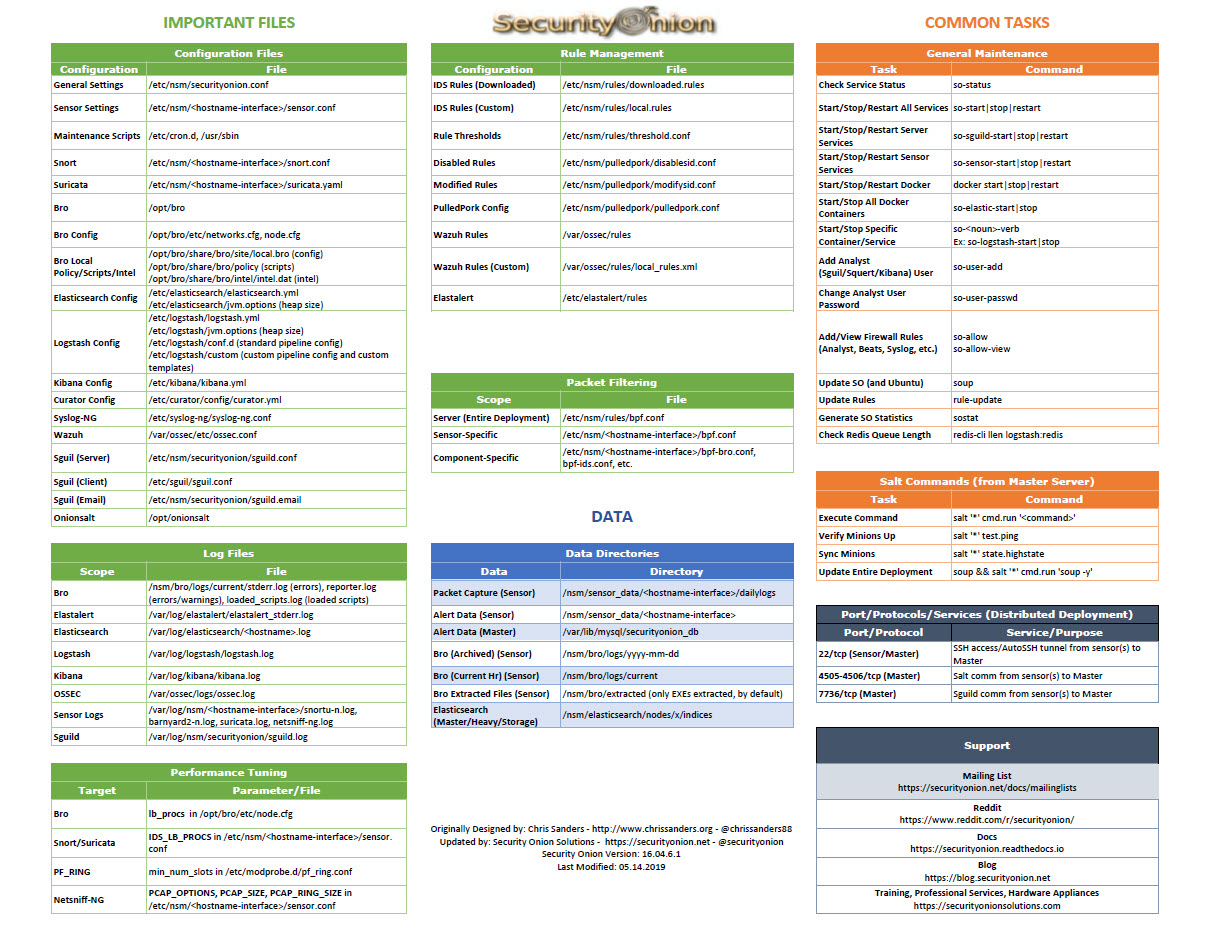 IMPORTANT FILES
Configuration Files
Configuration File
General Settings /etc/nsm/securityonion.conf
Sensor Settings /etc/nsm/<hostname-interface>/sensor.conf
Maintenance Scripts /etc/cron.d, /usr/sbin
Snort /etc/nsm/<hostname-interface>/snort.conf
Suricata /etc/nsm/<hostname-interface>/suricata.yaml
Bro /opt/bro
Bro Config /opt/bro/etc/networks.cfg, node.cfg
Bro Local
Policy/Scripts/Intel
/opt/bro/share/bro/site/local.bro (config)
/opt/bro/share/bro/policy (scripts)
/opt/bro/share/bro/intel/intel.dat (intel)
Elasticsearch Config
/etc/elasticsearch/elasticsearch.yml
/etc/elasticsearch/jvm.options (heap size)
Logstash Config
/etc/logstash/logstash.yml
/etc/logstash/jvm.options (heap size)
/etc/logstash/conf.d (standard pipeline config)
/etc/logstash/custom (custom pipeline config and custom
templates)
Kibana Config /etc/kibana/kibana.yml
Curator Config /etc/curator/config/curator.yml
Syslog-NG /etc/syslog-ng/syslog-ng.conf
Wazuh /var/ossec/etc/ossec.conf
Sguil (Server) /etc/nsm/securityonion/sguild.conf
Sguil (Client) /etc/sguil/sguil.conf
Sguil (Email) /etc/nsm/securityonion/sguild.email
Onionsalt /opt/onionsalt
Log Files
Scope File
Bro
/nsm/bro/logs/current/stderr.log (errors), reporter.log
(errors/warnings), loaded_scripts.log (loaded scripts)
Elastalert /var/log/elastalert/elastalert_stderr.log
Elasticsearch /var/log/elasticsearch/<hostname>.log
Logstash /var/log/logstash/logstash.log
Kibana /var/log/kibana/kibana.log
OSSEC /var/ossec/logs/ossec.log
Sensor Logs
/var/log/nsm/<hostname-interface>/snortu-n.log,
barnyard2-n.log, suricata.log, netsniff-ng.log
Sguild /var/log/nsm/securityonion/sguild.log
Performance Tuning
Target Parameter/File
Bro lb_procs in /opt/bro/etc/node.cfg
Snort/Suricata
IDS_LB_PROCS in /etc/nsm/<hostname-interface>/sensor.
conf
PF_RING min_num_slots in /etc/modprobe.d/pf_ring.conf
Netsniff-NG
PCAP_OPTIONS, PCAP_SIZE, PCAP_RING_SIZE in
/etc/nsm/<hostname-interface>/sensor.conf
SecurityOnion
Rule Management
Configuration File
IDS Rules (Downloaded) /etc/nsm/rules/downloaded.rules
IDS Rules (Custom) /etc/nsm/rules/local.rules
Rule Thresholds /etc/nsm/rules/threshold.conf
Disabled Rules /etc/nsm/pulledpork/disablesid.conf
Modified Rules /etc/nsm/pulledpork/modifysid.conf
PulledPork Config /etc/nsm/pulledpork/pulledpork.conf
Wazuh Rules /var/ossec/rules
Wazuh Rules (Custom) /var/ossec/rules/local_rules.xml
Elastalert /etc/elastalert/rules
Packet Filtering
Scope File
Server (Entire Deployment) /etc/nsm/rules/bpf.conf
Sensor-Specific /etc/nsm/<hostname-interface>/bpf.conf
Component-Specific
/etc/nsm/<hostname-interface>/bpf-bro.conf,
bpf-ids.conf, etc.
DATA
Data Directories
Data Directory
Packet Capture (Sensor) /nsm/sensor_data/<hostname-interface>/dailylogs
Alert Data (Sensor) /nsm/sensor_data/<hostname-interface>
Alert Data (Master) /var/lib/mysql/securityonion_db
Bro (Archived) (Sensor) /nsm/bro/logs/yyyy-mm-dd
Bro (Current Hr) (Sensor) /nsm/bro/logs/current
Bro Extracted Files (Sensor) /nsm/bro/extracted (only EXEs extracted, by default)
Elasticsearch
(Master/Heavy/Storage)
/nsm/elasticsearch/nodes/x/indices
Originally Designed by: Chris Sanders - http://www.chrissanders.org - @chrissanders88
Updated by: Security Onion Solutions - https://securityonion.net - @securityonion
Security Onion Version: 16.04.6.1
Last Modified: 05.14.2019
COMMON TASKS
General Maintenance
Task Command
Check Service Status so-status
Start/Stop/Restart All Services so-start|stop|restart
Start/Stop/Restart Server
Services
so-sguild-start|stop|restart
Start/Stop/Restart Sensor
Services
so-sensor-start|stop|restart
Start/Stop/Restart Docker docker start|stop|restart
Start/Stop All Docker
Containers
so-elastic-start|stop
Start/Stop Specific
Container/Service
so-<noun>-verb
Ex: so-logstash-start|stop
Add Analyst
(Sguil/Squert/Kibana) User
so-user-add
Change Analyst User
Password
so-user-passwd
Add/View Firewall Rules
(Analyst, Beats, Syslog, etc.)
so-allow
so-allow-view
Update SO (and Ubuntu) soup
Update Rules rule-update
Generate SO Statistics sostat
Check Redis Queue Length redis-cli llen logstash:redis
Salt Commands (from Master Server)
Task Command
Execute Command salt '*' cmd.run '<command>'
Verify Minions Up salt '*' test.ping
Sync Minions salt '*' state.highstate
Update Entire Deployment soup && salt '*' cmd.run 'soup -y'
Port/Protocols/Services (Distributed Deployment)
Port/Protocol Service/Purpose
22/tcp (Sensor/Master)
SSH access/AutoSSH tunnel from sensor(s) to
Master
4505-4506/tcp (Master) Salt comm from sensor(s) to Master
7736/tcp (Master) Sguild comm from sensor(s) to Master
Support
Mailing List
https://securityonion.net/docs/mailinglists
Reddit
https://www.reddit.com/r/securityonion/
Docs
https://securityonion.readthedocs.io
Blog
https://blog.securityonion.net
Training, Professional Services, Hardware Appliances
https://securityonionsolutions.com